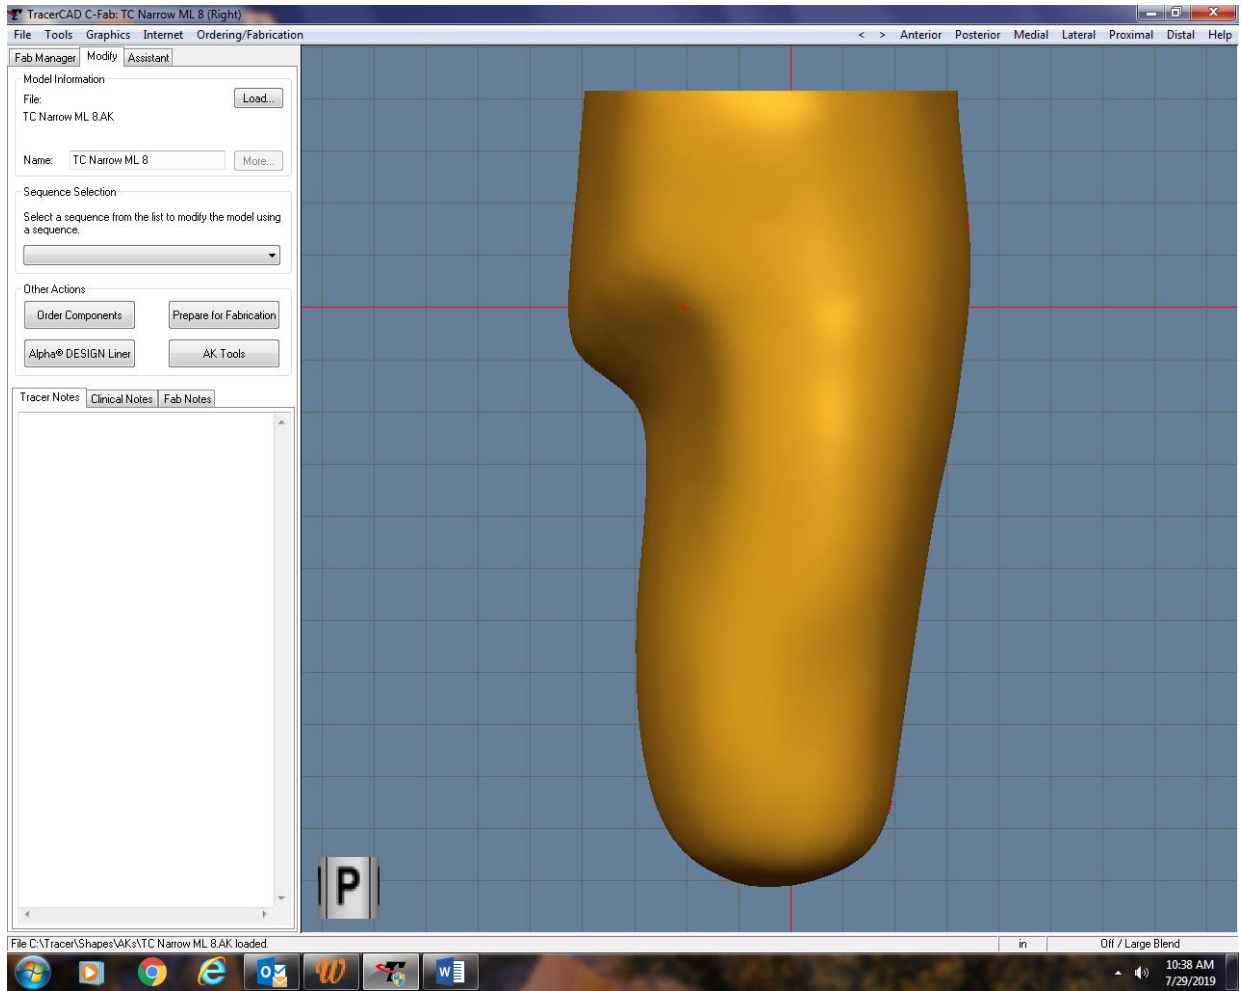 TracerCAD C-Fab: TC Narrow ML 8 (Right)
File Tools Graphics Internet Ordering/Fabrication < > Anterior Posterior Medial Lateral Proximal Distal Help
Fab Manager Modify Assistant
Model Information
File: Load...
TC Narrow ML 8.AK
Name: TC Narrow ML 8 More...
Sequence Selection
Select a sequence from the list to modify the model using
a sequence.
Other Actions
Order Components Prepare for Fabrication
Alpha® DESIGN Liner AK Tools
Tracer Notes Clinical Notes Fab Notes
P
File C:\Tracer\Shapes\AKs\TC Narrow ML 8.AK loaded. in Off / Large Blend
10:38 AM
7/29/2019